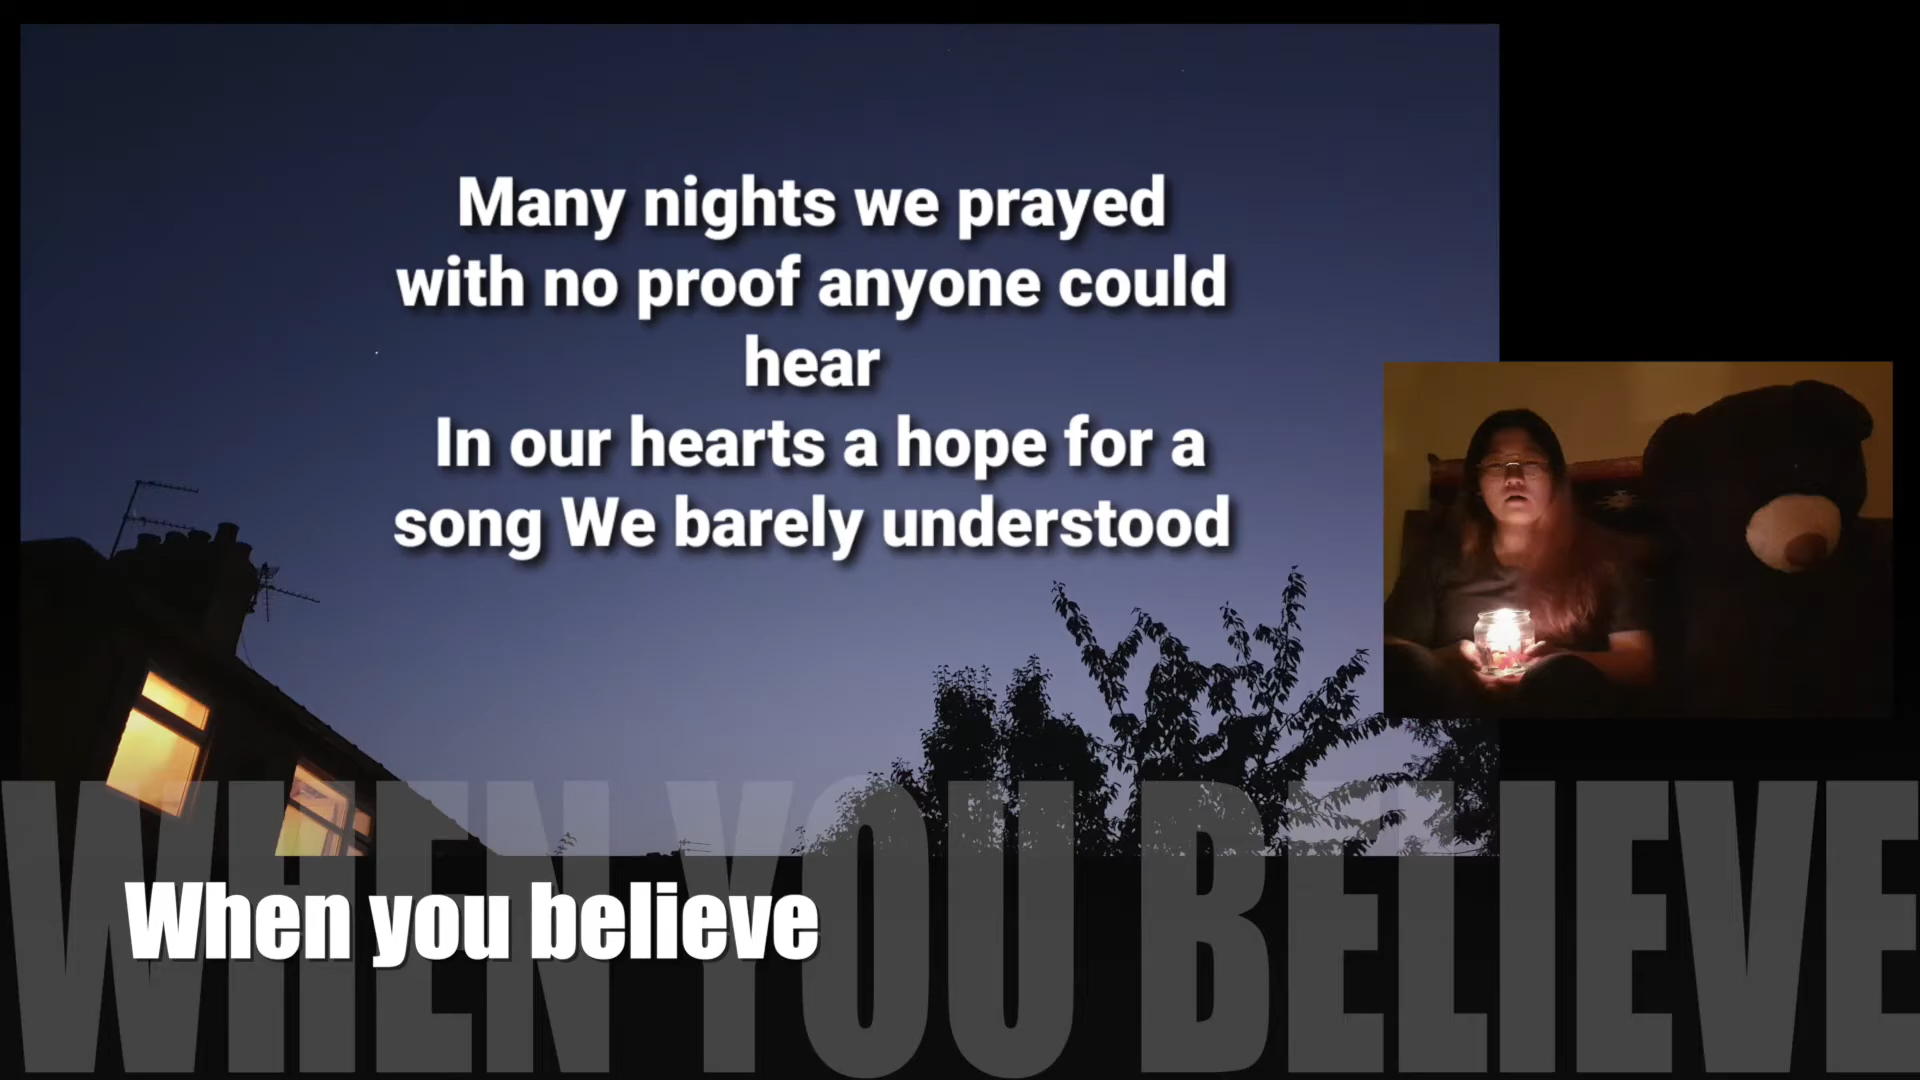 Many nights we prayed
with no proof anyone could
hear
In our hearts a hope for a
song We barely understood
WHEN YOU BELIEVE
When you believe